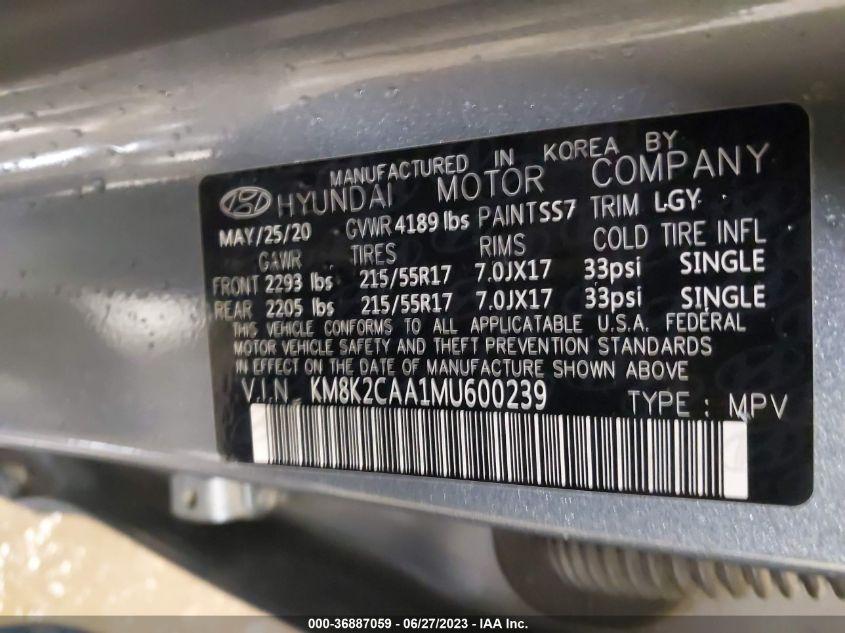 MANUFACTURED IN KOREA BY
HYUNDAI MOTOR COMPANY
MAY/25/20 GVWR 4189 lbs PAINT SS7 TRIM LGY
GAWR TIRES RIMS COLD TIRE INFL
FRONT 2293 lbs 215/55R17 7.0JX17 33psi SINGLE
REAR 2205 lbs 215/55R17 7.0JX17 33psi SINGLE
THIS VEHICLE CONFORMS TO ALL APPLICATABLE U.S.A. FEDERAL
MOTOR VEHICLE SAFETY AND THEFT PREVENTION STANDARDS
IN EFFECT ON THE DATE OF MANUFACTURE SHOWN ABOVE.
V.I.N. KM8K2CAA1MU600239 TYPE : MPV
000-36887059 - 06/27/2023 - IAA Inc.